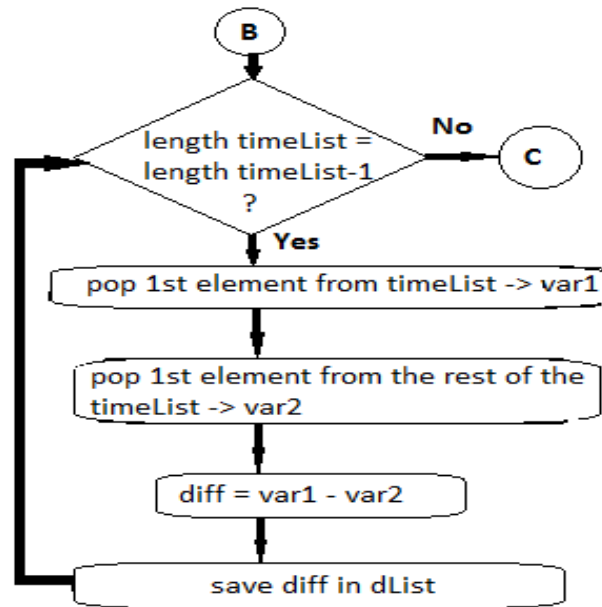 B
length timeList =
length timeList-1
?
No
C
Yes
pop 1st element from timeList -> var1
pop 1st element from the rest of the
timeList -> var2
diff = var1 - var2
save diff in dList